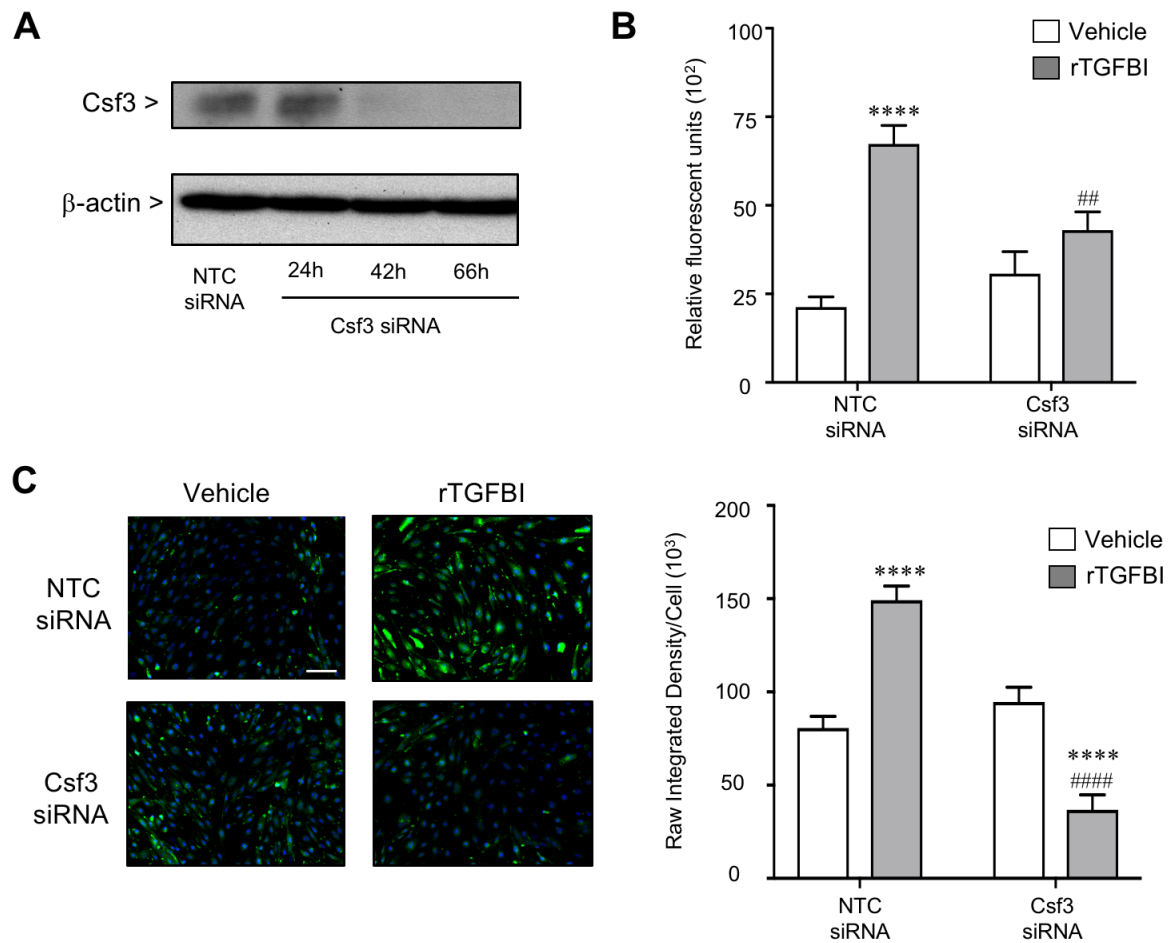 A
Csf3 >
β-actin >
NTC
siRNA
24h
42h
66h
Csf3 siRNA
B
Vehicle
rTGFBI
Relative fluorescent units (10²)
100
75
50
25
0
****
##
NTC
siRNA
Csf3
siRNA
C
Vehicle
rTGFBI
NTC
siRNA
Csf3
siRNA
Vehicle
rTGFBI
Raw Integrated Density/Cell (10³)
200
150
100
50
0
****
****
####
NTC
siRNA
Csf3
siRNA